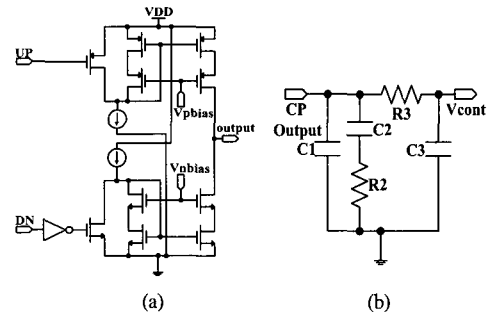 VDD
UP
Vpbias
output
Vnbias
DN
(a)
CP
Output
R3
Vcont
C1
C2
R2
C3
(b)